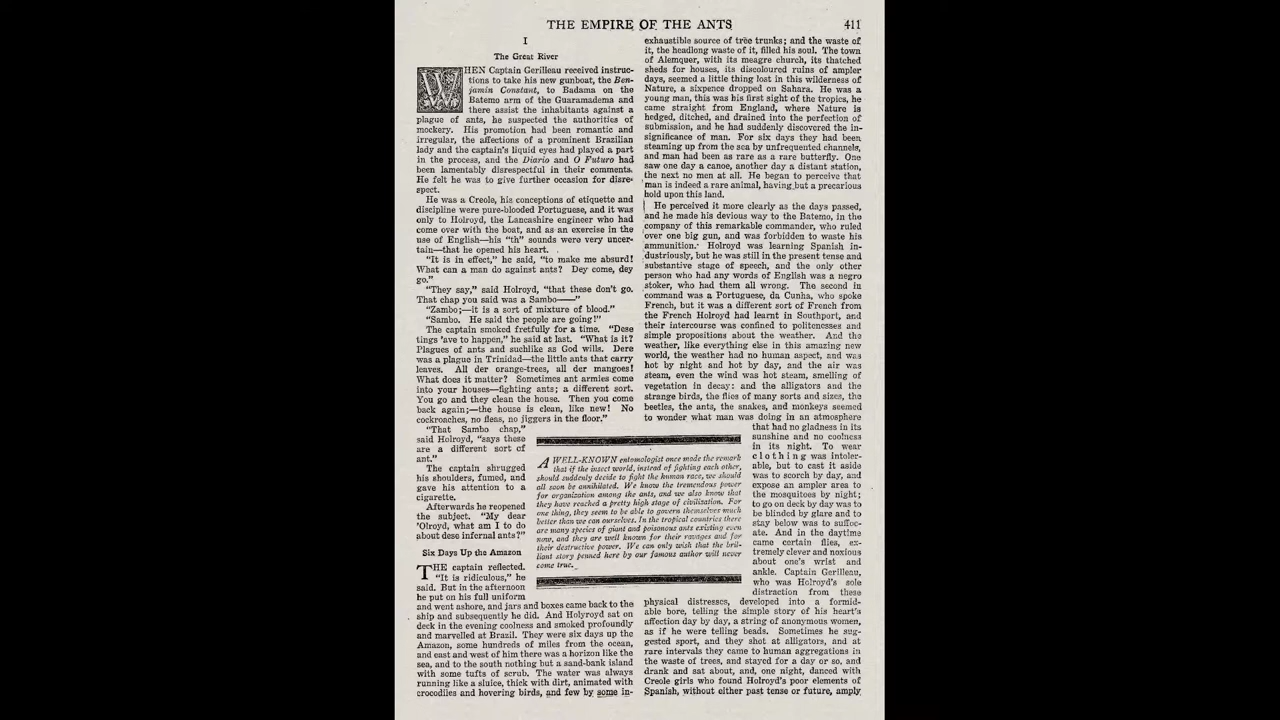 THE EMPIRE OF THE ANTS
411
I
The Great River
WHEN Captain Gerilleau received instruc-
tions to take his new gunboat, the Ben-
jamin Constant, to Badama on the
Batemo arm of the Guaramadema and
there assist the inhabitants against a
plague of ants, he suspected the authorities of
mockery. His promotion had been romantic and
irregular, the affections of a prominent Brazilian
lady and the captain's liquid eyes had played a part
in the process, and the Diario and O Futuro had
been lamentably disrespectful in their comments.
He felt he was to give further occasion for disre-
spect.
He was a Creole, his conceptions of etiquette and
discipline were pure-blooded Portuguese, and it was
only to Holroyd, the Lancashire engineer who had
come over with the boat, and as an exercise in the
use of English—his "th" sounds were very uncer-
tain—that he opened his heart.
"It is in effect," he said, "to make me absurd!
What can a man do against ants? Dey come, dey
go."
"They say," said Holroyd, "that these don't go.
That chap you said was a Sambo——"
"Zambo;—it is a sort of mixture of blood."
"Sambo. He said the people are going!"
The captain smoked fretfully for a time. "Dese
tings 'ave to happen," he said at last. "What is it?
Plagues of ants and suchlike as God wills. Dere
was a plague in Trinidad—the little ants that carry
leaves. All der orange-trees, all der mangoes!
What does it matter? Sometimes ant armies come
into your houses—fighting ants; a different sort.
You go and they clean the house. Then you come
back again;—the house is clean, like new! No
cockroaches, no fleas, no jiggers in the floor."
"That Sambo chap,"
said Holroyd, "says these
are a different sort of
ant."
The captain shrugged
his shoulders, fumed, and
gave his attention to a
cigarette.
Afterwards he reopened
the subject. "My dear
'Olroyd, what am I to do
about dese infernal ants?"
Six Days Up the Amazon
THE captain reflected.
"It is ridiculous," he
said. But in the afternoon
he put on his full uniform
and went ashore, and jars and boxes came back to the
ship and subsequently he did. And Holyroyd sat on
deck in the evening coolness and smoked profoundly
and marvelled at Brazil. They were six days up the
Amazon, some hundreds of miles from the ocean,
and east and west of him there was a horizon like the
sea, and to the south nothing but a sand-bank island
with some tufts of scrub. The water was always
running like a sluice, thick with dirt, animated with
crocodiles and hovering birds, and few by some in-
A WELL-KNOWN entomologist once made the remark
that if the insect world, instead of fighting each other,
should suddenly decide to fight the human race, we should
all soon be annihilated. We know the tremendous power
for organization among the ants, and we also know that
they have reached a pretty high stage of civilization. For
one thing, they seem to be able to govern themselves much
better than we can ourselves. In the tropical countries there
are many species of giant and poisonous ants existing even
now, and they are well known for their ravages and for
their destructive power. We can only wish that the bril-
liant story penned here by our famous author will never
come true.
exhaustible source of tree trunks; and the waste of
it, the headlong waste of it, filled his soul. The town
of Alemquer, with its meagre church, its thatched
sheds for houses, its discoloured ruins of ampler
days, seemed a little thing lost in this wilderness of
Nature, a sixpence dropped on Sahara. He was a
young man, this was his first sight of the tropics, he
came straight from England, where Nature is
hedged, ditched, and drained into the perfection of
submission, and he had suddenly discovered the in-
significance of man. For six days they had been
steaming up from the sea by unfrequented channels,
and man had been as rare as a rare butterfly. One
saw one day a canoe, another day a distant station,
the next no men at all. He began to perceive that
man is indeed a rare animal, having but a precarious
hold upon this land.
He perceived it more clearly as the days passed,
and he made his devious way to the Batemo, in the
company of this remarkable commander, who ruled
over one big gun, and was forbidden to waste his
ammunition. Holroyd was learning Spanish in-
dustriously, but he was still in the present tense and
substantive stage of speech, and the only other
person who had any words of English was a negro
stoker, who had them all wrong. The second in
command was a Portuguese, da Cunha, who spoke
French, but it was a different sort of French from
the French Holroyd had learnt in Southport, and
their intercourse was confined to politenesses and
simple propositions about the weather. And the
weather, like everything else in this amazing new
world, the weather had no human aspect, and was
hot by night and hot by day, and the air was
steam, even the wind was hot steam, smelling of
vegetation in decay: and the alligators and the
strange birds, the flies of many sorts and sizes, the
beetles, the ants, the snakes, and monkeys seemed
to wonder what man was doing in an atmosphere
that had no gladness in its
sunshine and no coolness
in its night. To wear
clothing was intoler-
able, but to cast it aside
was to scorch by day, and
expose an ampler area to
the mosquitoes by night;
to go on deck by day was to
be blinded by glare and to
stay below was to suffoc-
ate. And in the daytime
came certain flies, ex-
tremely clever and noxious
about one's wrist and
ankle. Captain Gerilleau,
who was Holroyd's sole
distraction from these
physical distresses, developed into a formid-
able bore, telling the simple story of his heart's
affection day by day, a string of anonymous women,
as if he were telling beads. Sometimes he sug-
gested sport, and they shot at alligators, and at
rare intervals they came to human aggregations in
the waste of trees, and stayed for a day or so, and
drank and sat about, and, one night, danced with
Creole girls who found Holroyd's poor elements of
Spanish, without either past tense or future, amply